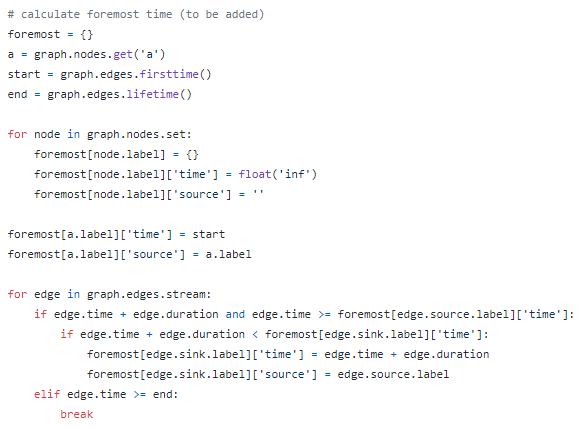 # calculate foremost time (to be added)
foremost = {}
a = graph.nodes.get('a')
start = graph.edges.firsttime()
end = graph.edges.lifetime()

for node in graph.nodes.set:
    foremost[node.label] = {}
    foremost[node.label]['time'] = float('inf')
    foremost[node.label]['source'] = ''

foremost[a.label]['time'] = start
foremost[a.label]['source'] = a.label

for edge in graph.edges.stream:
    if edge.time + edge.duration and edge.time >= foremost[edge.source.label]['time']:
        if edge.time + edge.duration < foremost[edge.sink.label]['time']:
            foremost[edge.sink.label]['time'] = edge.time + edge.duration
            foremost[edge.sink.label]['source'] = edge.source.label
    elif edge.time >= end:
        break